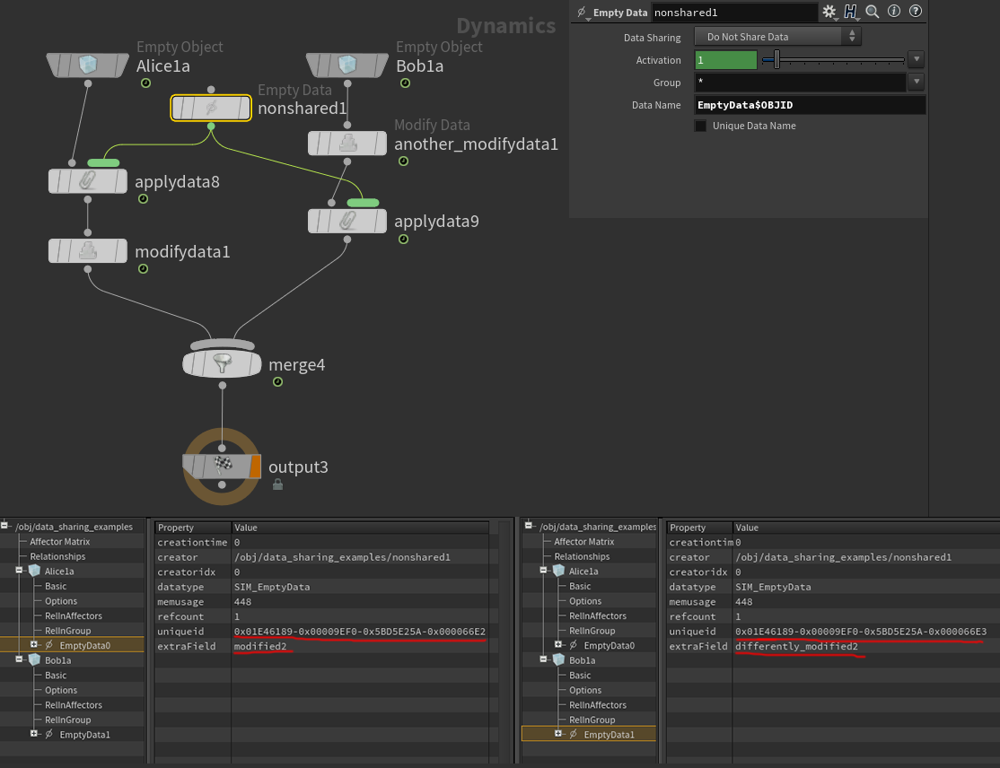 Dynamics
Empty Object
Alice1a
Empty Object
Bob1a
Empty Data
nonshared1
Modify Data
another_modifydata1
applydata8
applydata9
modifydata1
merge4
output3
Empty Data nonshared1
Data Sharing Do Not Share Data
Activation 1
Group *
Data Name EmptyData$OBJID
Unique Data Name
/obj/data_sharing_examples
Affector Matrix
Relationships
Alice1a
Basic
Options
RelInAffectors
RelInGroup
EmptyData0
Bob1a
Basic
Options
RelInAffectors
RelInGroup
EmptyData1
Property Value
creationtime 0
creator /obj/data_sharing_examples/nonshared1
creatoridx 0
datatype SIM_EmptyData
memusage 448
refcount 1
uniqueid 0x01E46189-0x00009EF0-0x5BD5E25A-0x000066E2
extraField modified2
/obj/data_sharing_examples
Affector Matrix
Relationships
Alice1a
Basic
Options
RelInAffectors
RelInGroup
EmptyData0
Bob1a
Basic
Options
RelInAffectors
RelInGroup
EmptyData1
Property Value
creationtim 0
creator /obj/data_sharing_examples/nonshared1
creatoridx 0
datatype SIM_EmptyData
memusage 448
refcount 1
uniqueid 0x01E46189-0x00009EF0-0x5BD5E25A-0x000066E3
extraField differently_modified2